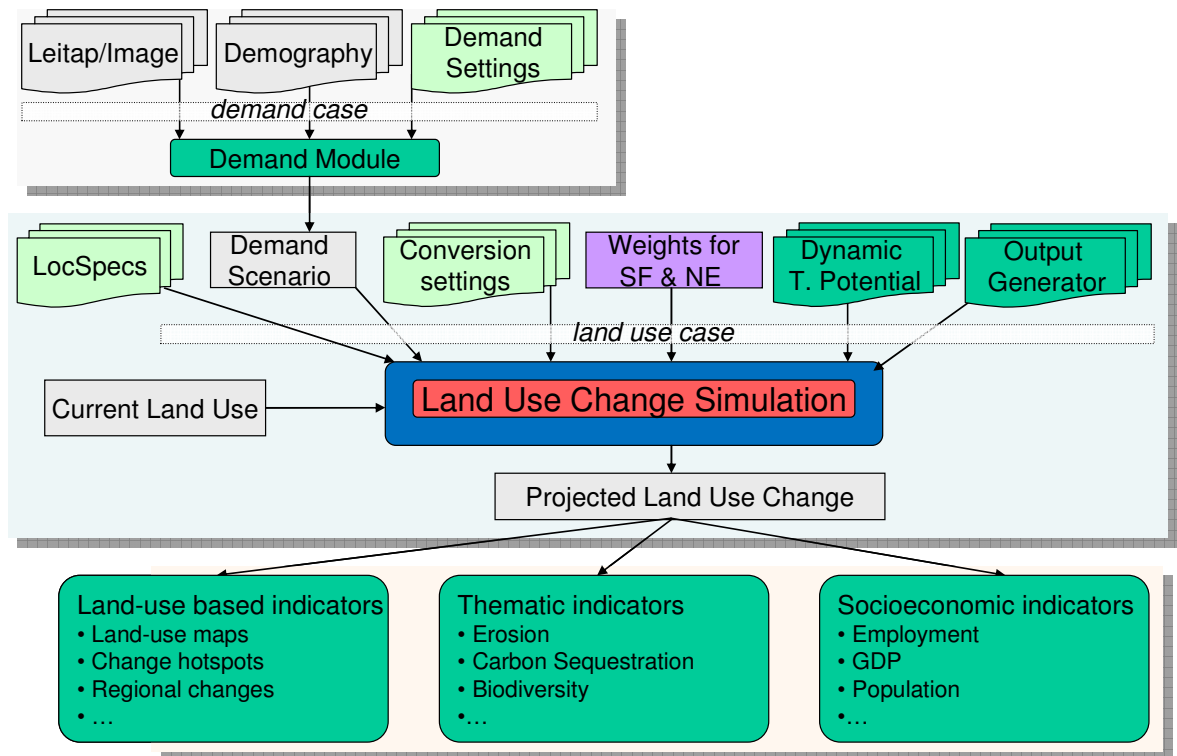 Leitap/Image
Demography
Demand
Settings
demand case
Demand Module
LocSpecs
Demand
Scenario
Conversion
settings
Weights for
SF & NE
Dynamic
T. Potential
Output
Generator
land use case
Current Land Use
Land Use Change Simulation
Projected Land Use Change
Land-use based indicators
• Land-use maps
• Change hotspots
• Regional changes
• …
Thematic indicators
• Erosion
• Carbon Sequestration
• Biodiversity
•…
Socioeconomic indicators
• Employment
• GDP
• Population
•…